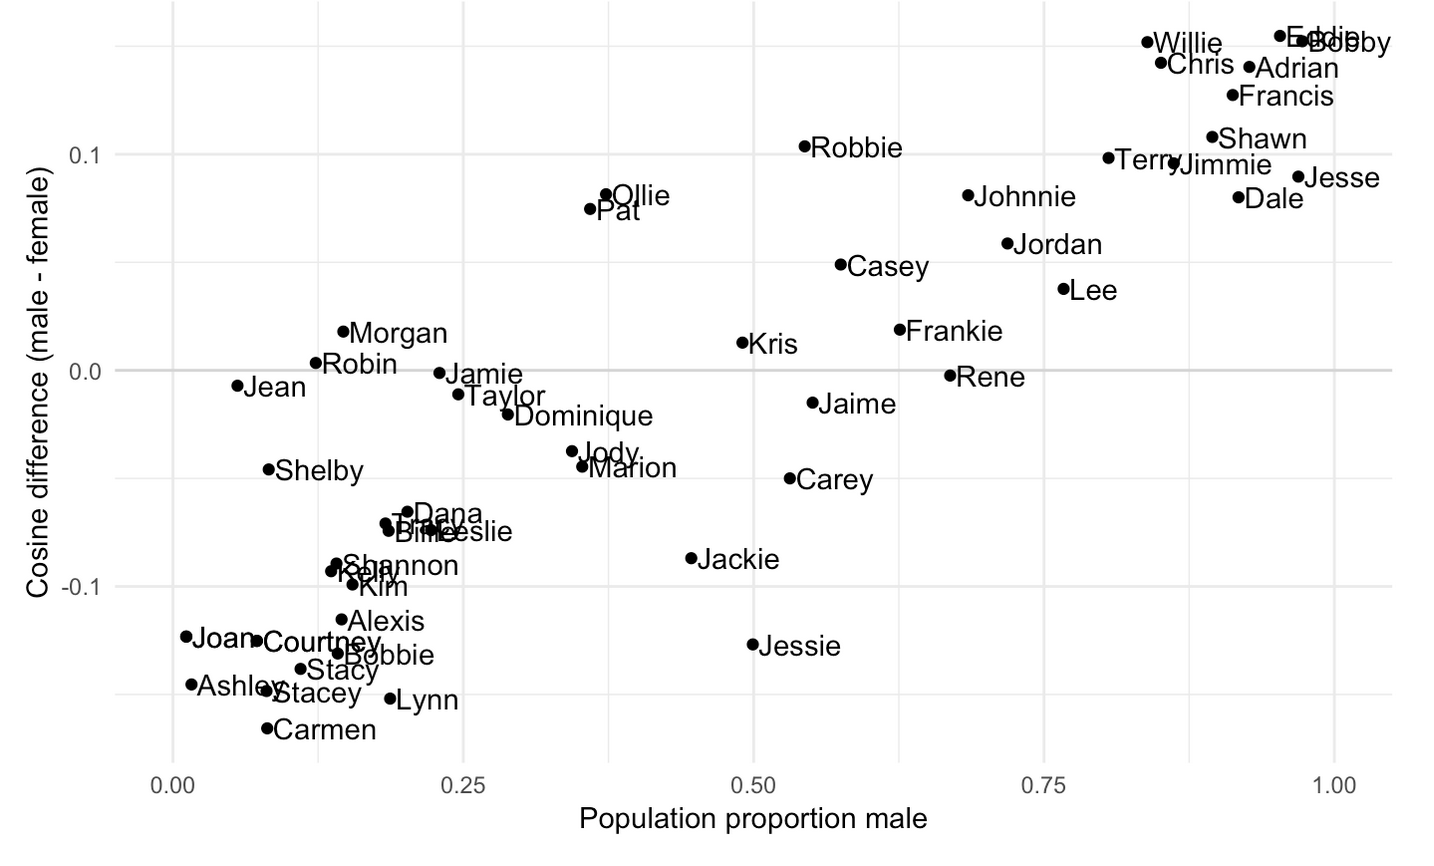 Eddie
Willie
Bobby
Chris
Adrian
Francis
Shawn
Robbie
0.1
Terry
Jimmie
Jesse
Ollie
Johnnie
Dale
Pat
Jordan
Casey
Lee
Morgan
Frankie
Kris
Robin
0.0
Jamie
Rene
Jean
Taylor
Jaime
Dominique
Jody
Marion
Shelby
Carey
Dana
Tracy
Billie
Leslie
Jackie
Shannon
Kelly
Kim
-0.1
Alexis
Joan
Courtney
Jessie
Bobbie
Stacy
Ashley
Stacey
Lynn
Carmen
Cosine difference (male - female)
0.00 0.25 0.50 0.75 1.00
Population proportion male